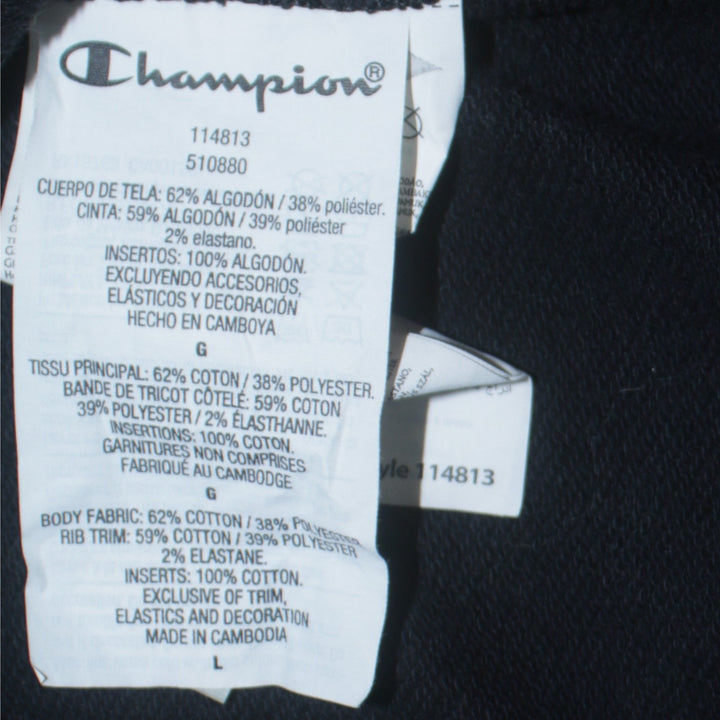 Champion®
114813
510880
CUERPO DE TELA: 62% ALGODÓN / 38% poliéster.
CINTA: 59% ALGODÓN / 39% poliéster
2% elastano.
INSERTOS: 100% ALGODÓN.
EXCLUYENDO ACCESORIOS,
ELÁSTICOS Y DECORACIÓN
HECHO EN CAMBOYA
G
TISSU PRINCIPAL: 62% COTON / 38% POLYESTER.
BANDE DE TRICOT CÔTELÉ: 59% COTON
39% POLYESTER / 2% ÉLASTHANNE.
INSERTIONS: 100% COTON.
GARNITURES NON COMPRISES
FABRIQUÉ AU CAMBODGE
G
BODY FABRIC: 62% COTTON / 38% POLYESTER
RIB TRIM: 59% COTTON / 39% POLYESTER
2% ELASTANE.
INSERTS: 100% COTTON.
EXCLUSIVE OF TRIM,
ELASTICS AND DECORATION
MADE IN CAMBODIA
L
yle 114813